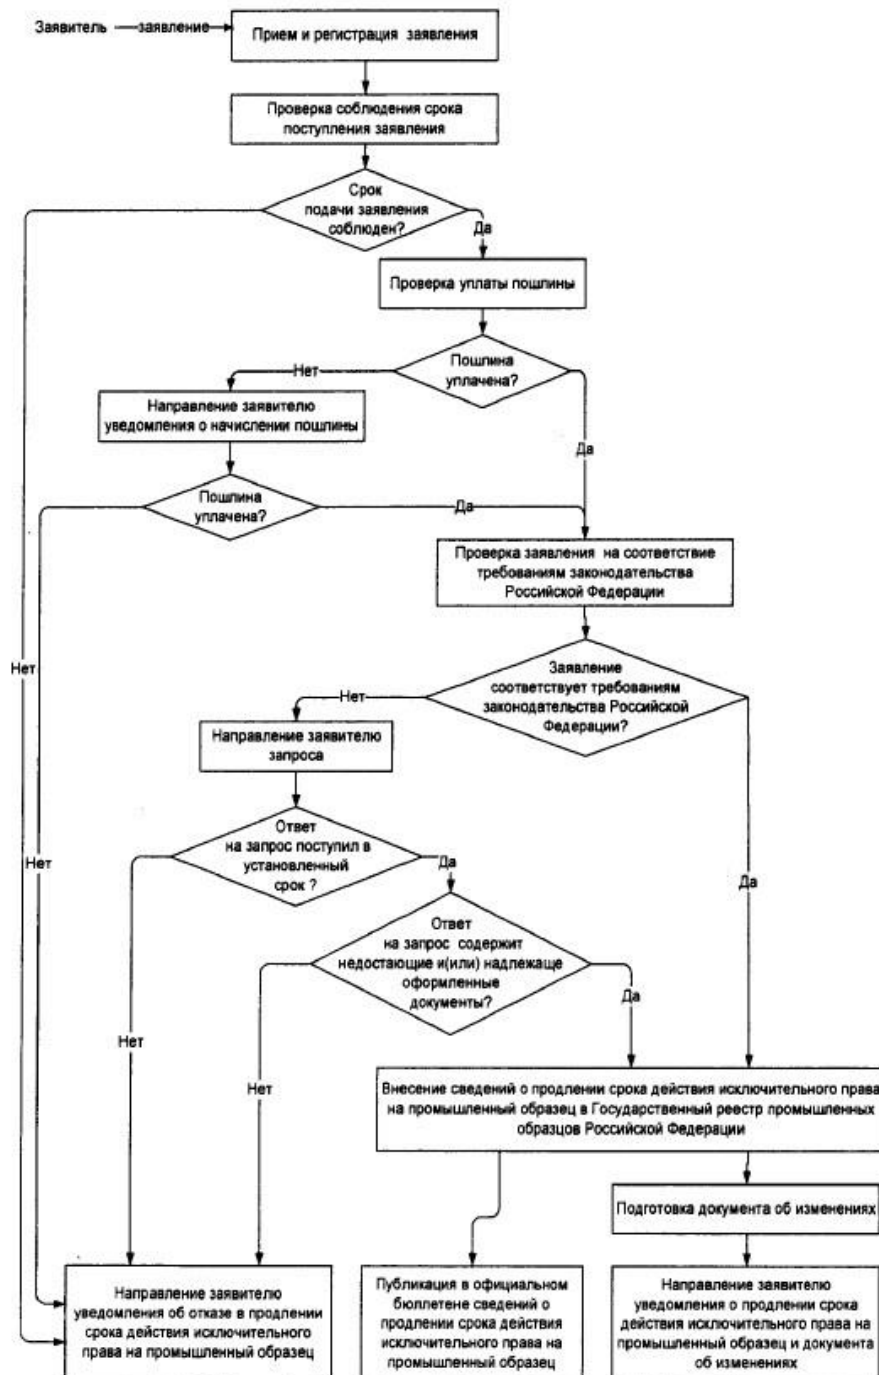 Заявитель заявление
Прием и регистрация заявления
Проверка соблюдения срока
поступления заявления
Срок
подачи заявления
соблюден?
Да
Проверка уплаты пошлины
Пошлина
уплачена?
Нет
Направление заявителю
уведомления о начислении пошлины
Да
Пошлина
уплачена?
Да
Проверка заявления на соответствие
требованиям законодательства
Российской Федерации
Нет
Заявление
соответствует требованиям
законодательства Российской
Федерации?
Нет
Направление заявителю
запроса
Ответ
на запрос поступил в
установленный
срок ?
Нет
Да
Да
Ответ
на запрос содержит
недостающие и(или) надлежаще
оформленные
документы?
Да
Нет
Нет
Внесение сведений о продлении срока действия исключительного права
на промышленный образец в Государственный реестр промышленных
образцов Российской Федерации
Подготовка документа об изменениях
Направление заявителю
уведомления об отказе в продлении
срока действия исключительного
права на промышленный образец
Публикация в официальном
бюллетене сведений о
продлении срока действия
исключительного права на
промышленный образец
Направление заявителю
уведомления о продлении срока
действия исключительного права на
промышленный образец и документа
об изменениях